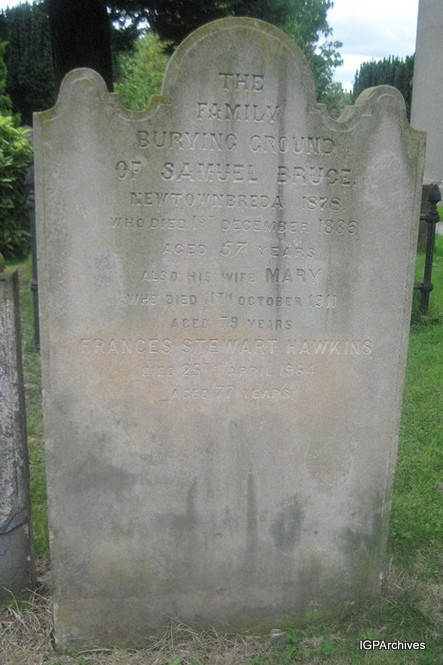 THE
FAMILY
BURYING GROUND
OF SAMUEL BRUCE.
NEWTOWNBREDA 1878.
WHO DIED 1ST DECEMBER 1885
AGED 57 YEARS
ALSO HIS WIFE MARY
WHO DIED 11TH OCTOBER 1911
AGED 79 YEARS
FRANCES STEWART HAWKINS
DIED 25TH APRIL 1964
AGED 77 YEARS
IGPArchives